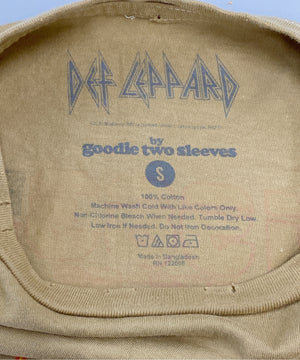 DEF LEPPARD
by
goodie two sleeves
S
100% Cotton
Machine Wash Cold With Like Colors Only.
Non-Chlorine Bleach When Needed. Tumble Dry Low.
Low Iron If Needed. Do Not Iron Decoration.
Made in Bangladesh